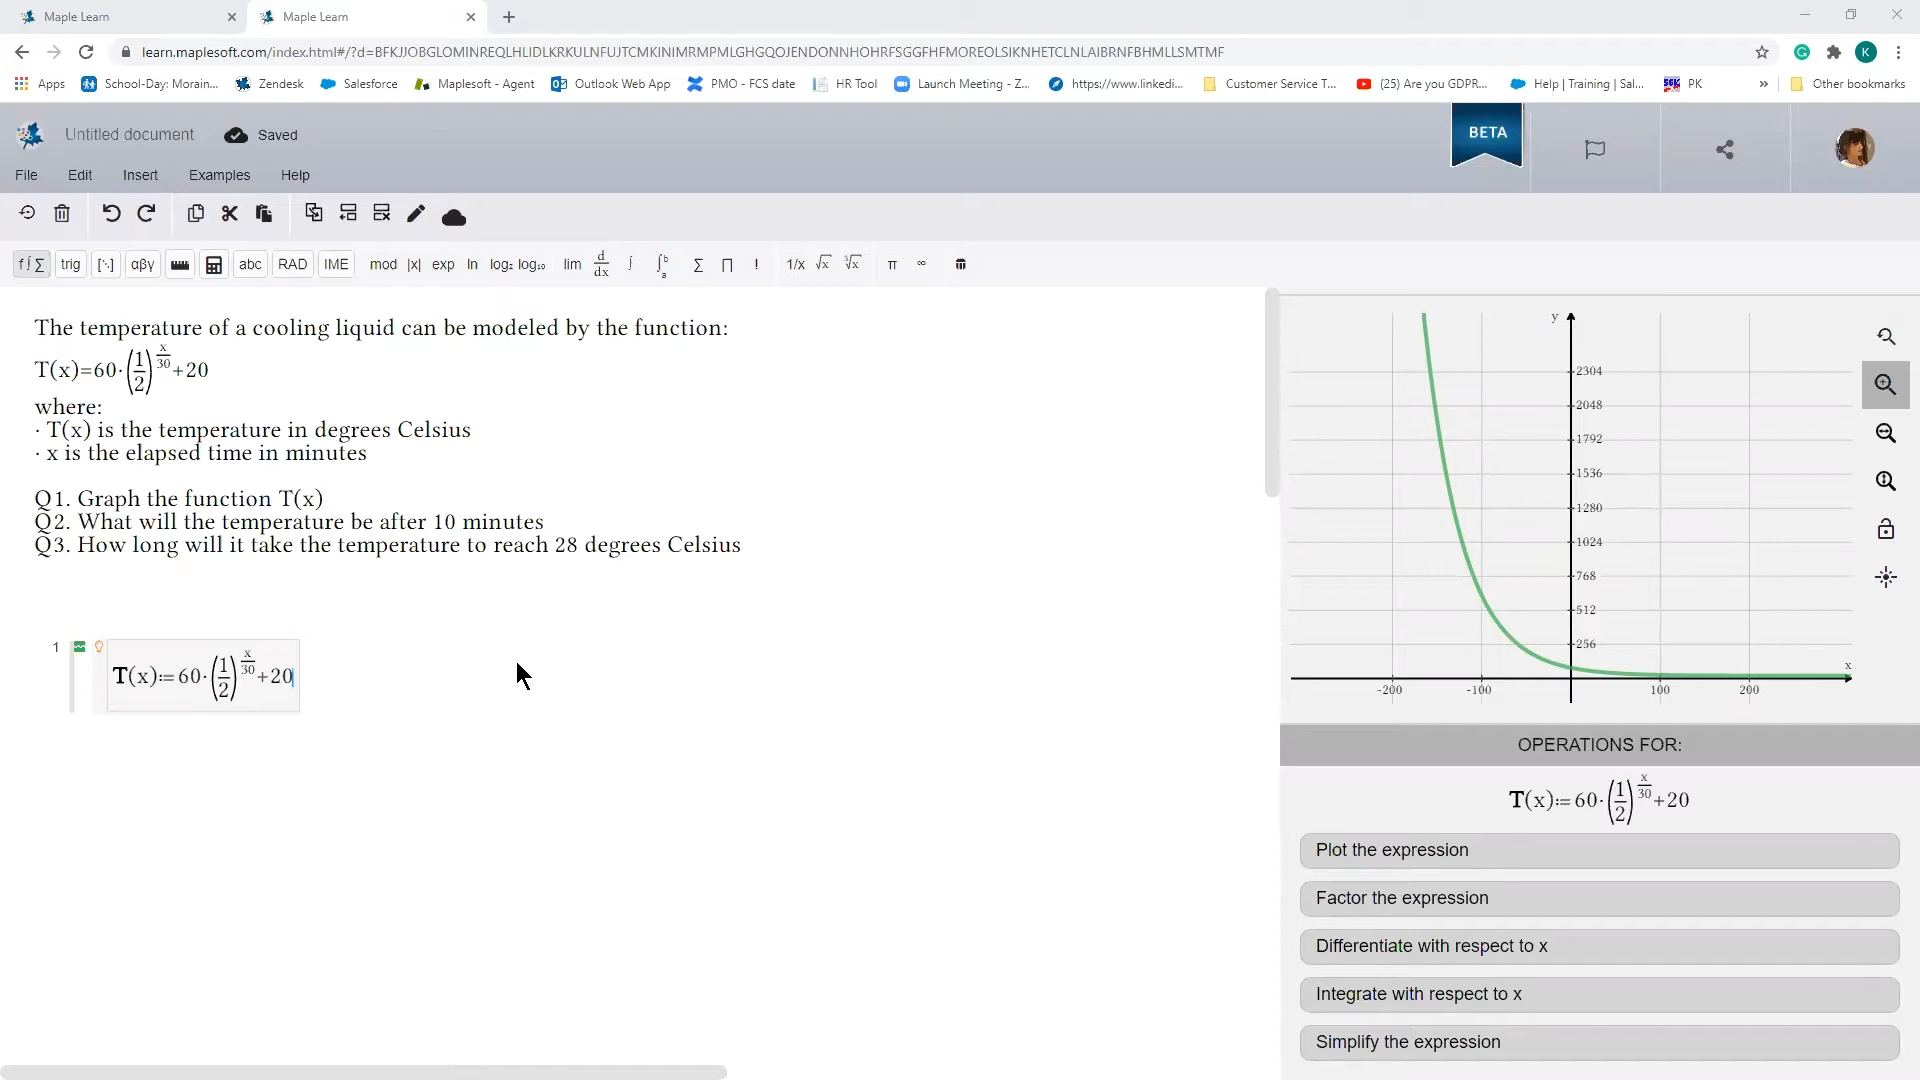 Maple Learn
Maple Learn
learn.maplesoft.com/index.html#/?d=BFKJJOBGLOMINREQLHLIDLKRKULNFUJTCMKINIMRMPMLGHGQOJENDONNHOHRFSGGFHFMOREOLSIKNHETCLNLAIBRNFBHMLLSMTMF
K
Apps School-Day: Morain... Zendesk Salesforce Maplesoft - Agent Outlook Web App PMO - FCS date HR Tool Launch Meeting - Z... https://www.linkedi... Customer Service T... (25) Are you GDPR... Help | Training | Sal... PK » Other bookmarks
Untitled document Saved
BETA
File Edit Insert Examples Help
f∫∑ trig [⋱] αβγ abc RAD IME mod |x| exp ln log₂ log₁₀ lim d/dx ∫ ∫ₐᵇ ∑ ∏ ! 1/x √x ∛x π ∞
The temperature of a cooling liquid can be modeled by the function:
T(x)=60·(1/2)^(x/30)+20
where:
· T(x) is the temperature in degrees Celsius
· x is the elapsed time in minutes
Q1. Graph the function T(x)
Q2. What will the temperature be after 10 minutes
Q3. How long will it take the temperature to reach 28 degrees Celsius
1
T(x):=60·(1/2)^(x/30)+20
y
2304
2048
1792
1536
1280
1024
768
512
256
x
-200 -100 100 200
OPERATIONS FOR:
T(x):=60·(1/2)^(x/30)+20
Plot the expression
Factor the expression
Differentiate with respect to x
Integrate with respect to x
Simplify the expression